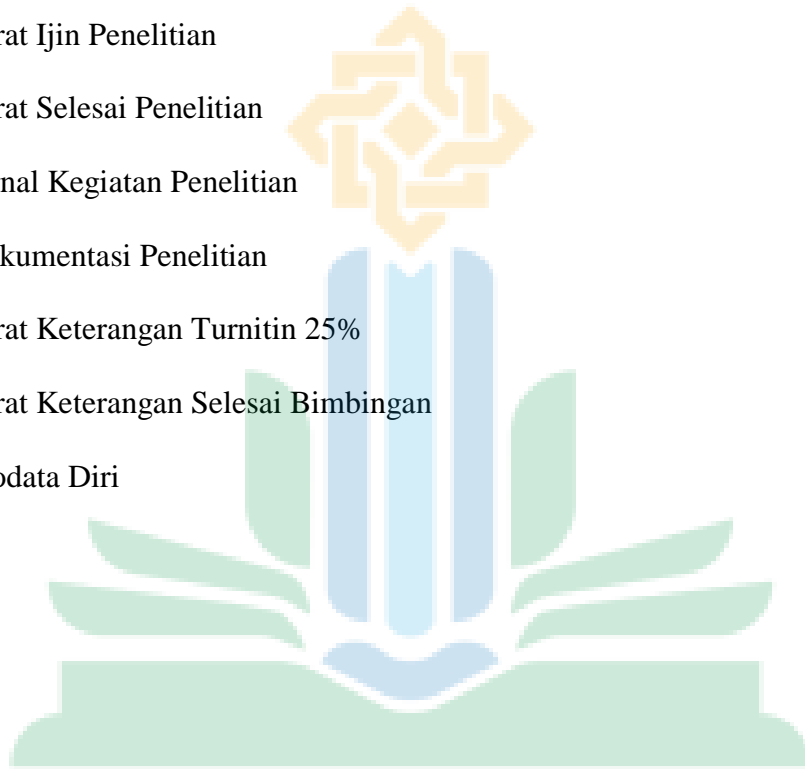 rat Ijin Penelitian
rat Selesai Penelitian
nal Kegiatan Penelitian
kumentasi Penelitian
rat Keterangan Turnitin 25%
rat Keterangan Selesai Bimbingan
odata Diri